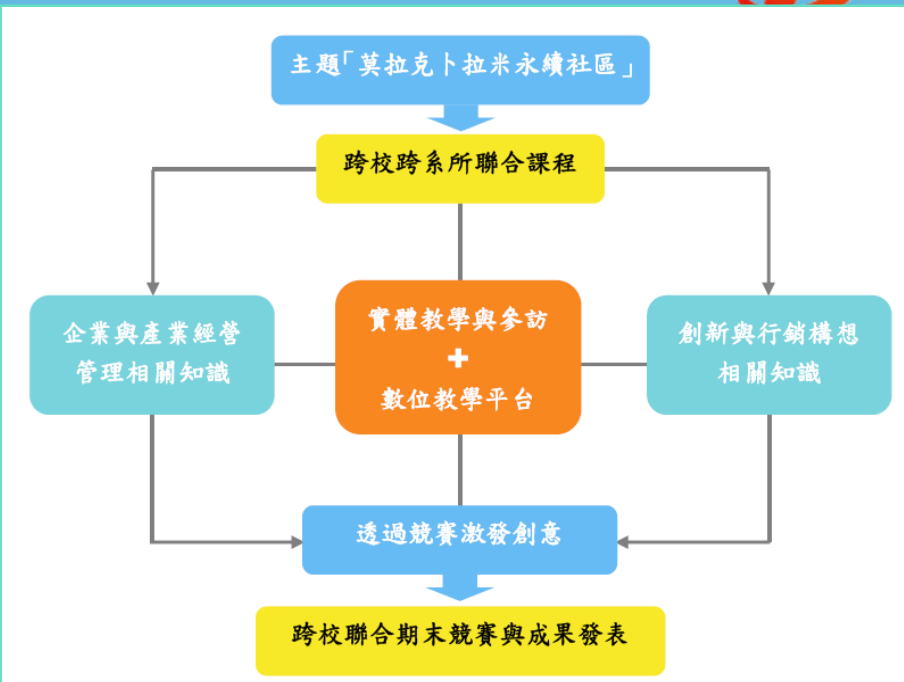 主題「莫拉克卜拉米永續社區」
跨校跨系所聯合課程
企業與產業經營
管理相關知識
實體教學與參訪
+
數位教學平台
創新與行銷構想
相關知識
透過競賽激發創意
跨校聯合期末競賽與成果發表